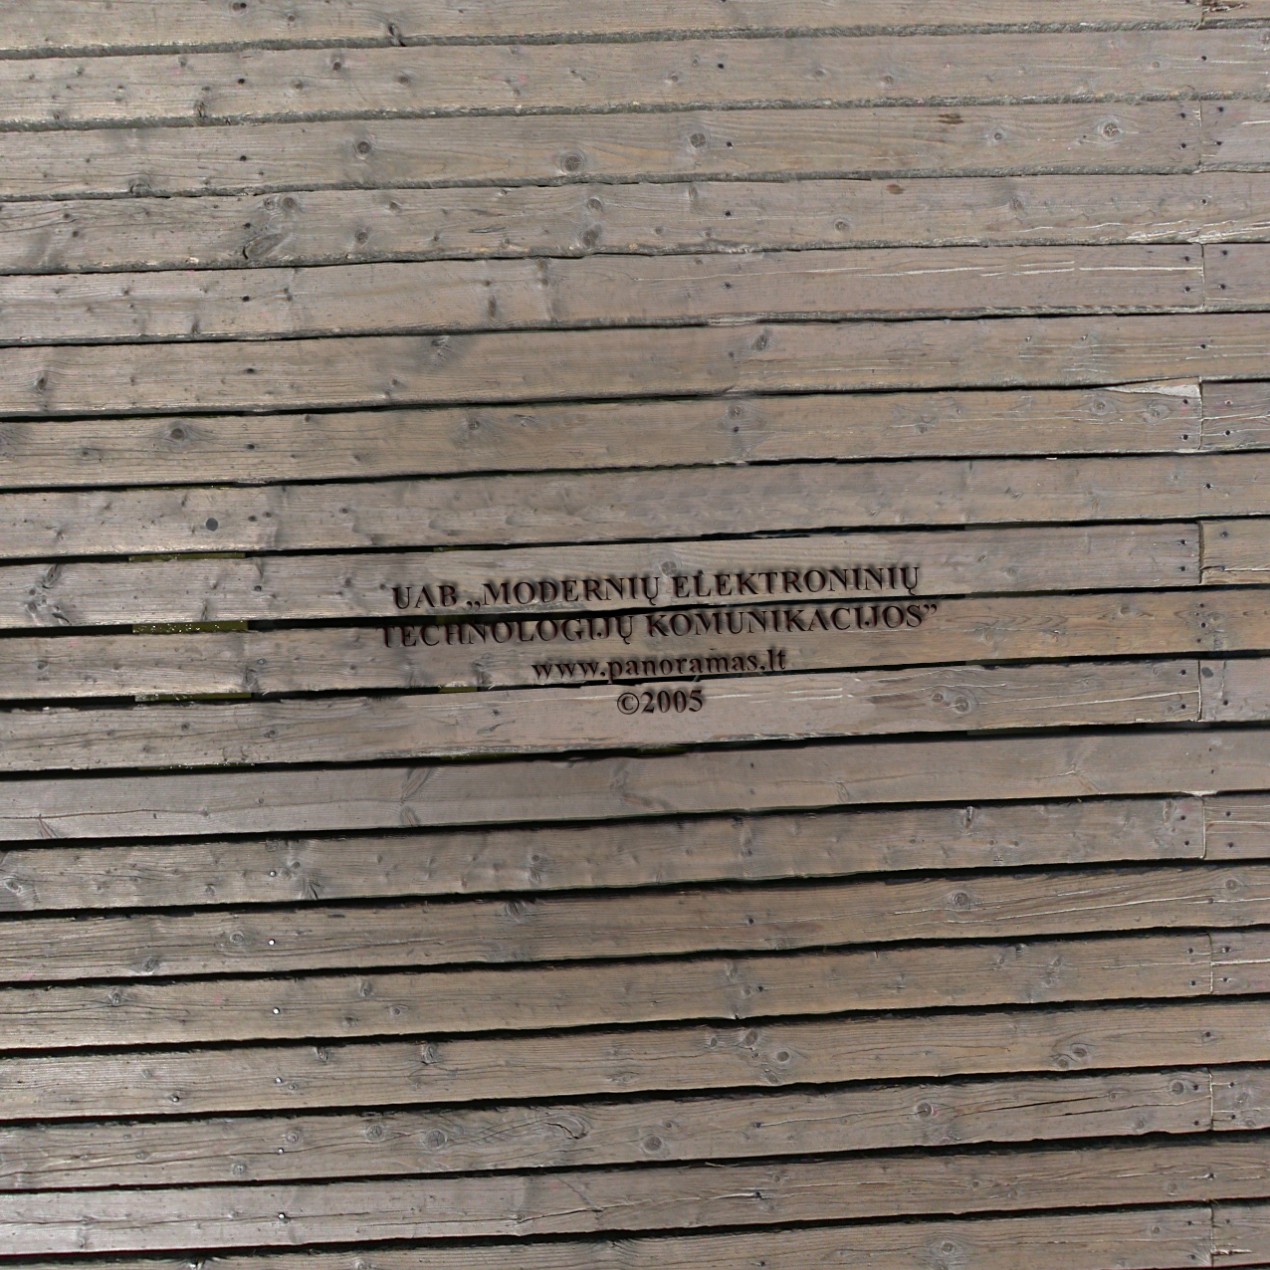 UAB „MODERNIŲ ELEKTRONINIŲ
TECHNOLOGIJŲ KOMUNIKACIJOS”
www.panoramas.lt
©2005